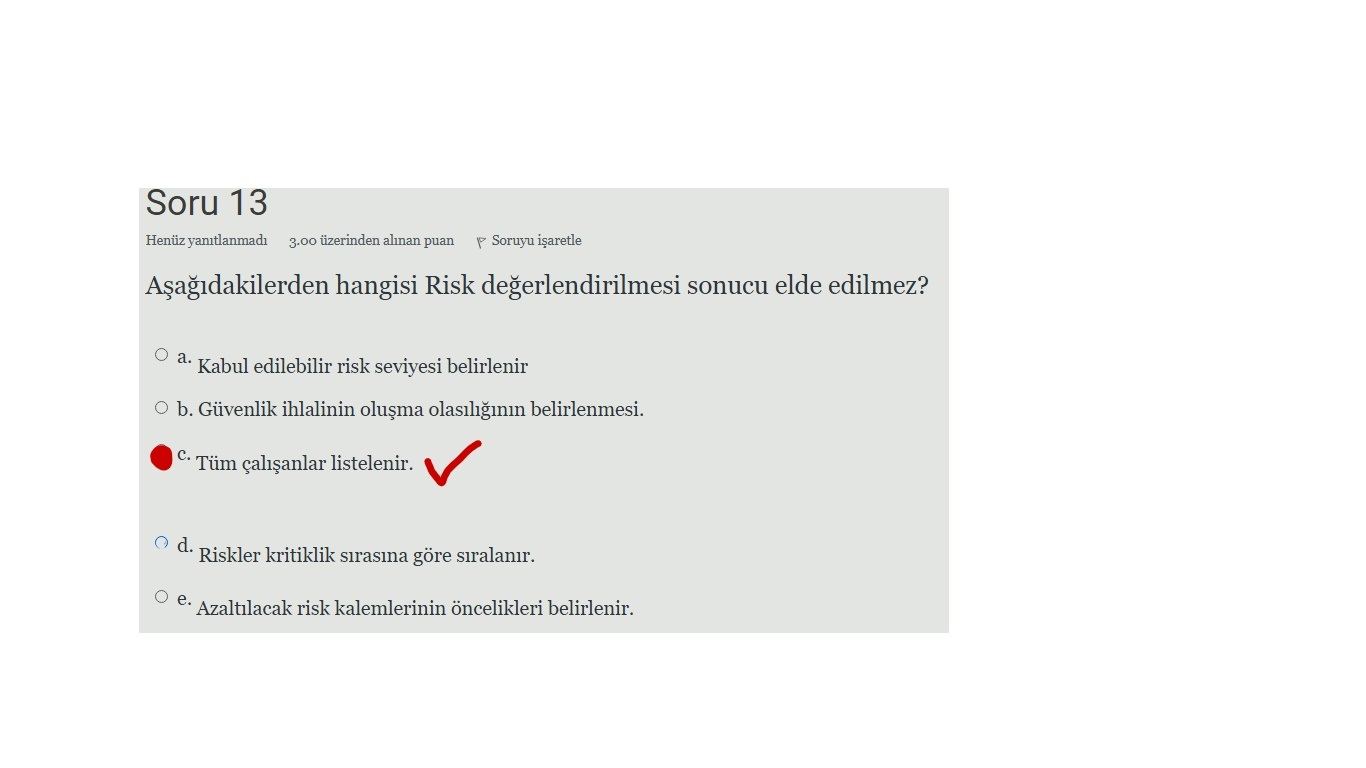 Soru 13
Henüz yanıtlanmadı 3.00 üzerinden alınan puan Soruyu işaretle
Aşağıdakilerden hangisi Risk değerlendirilmesi sonucu elde edilmez?
a. Kabul edilebilir risk seviyesi belirlenir
b. Güvenlik ihlalinin oluşma olasılığının belirlenmesi.
c. Tüm çalışanlar listelenir.
d. Riskler kritiklik sırasına göre sıralanır.
e. Azaltılacak risk kalemlerinin öncelikleri belirlenir.